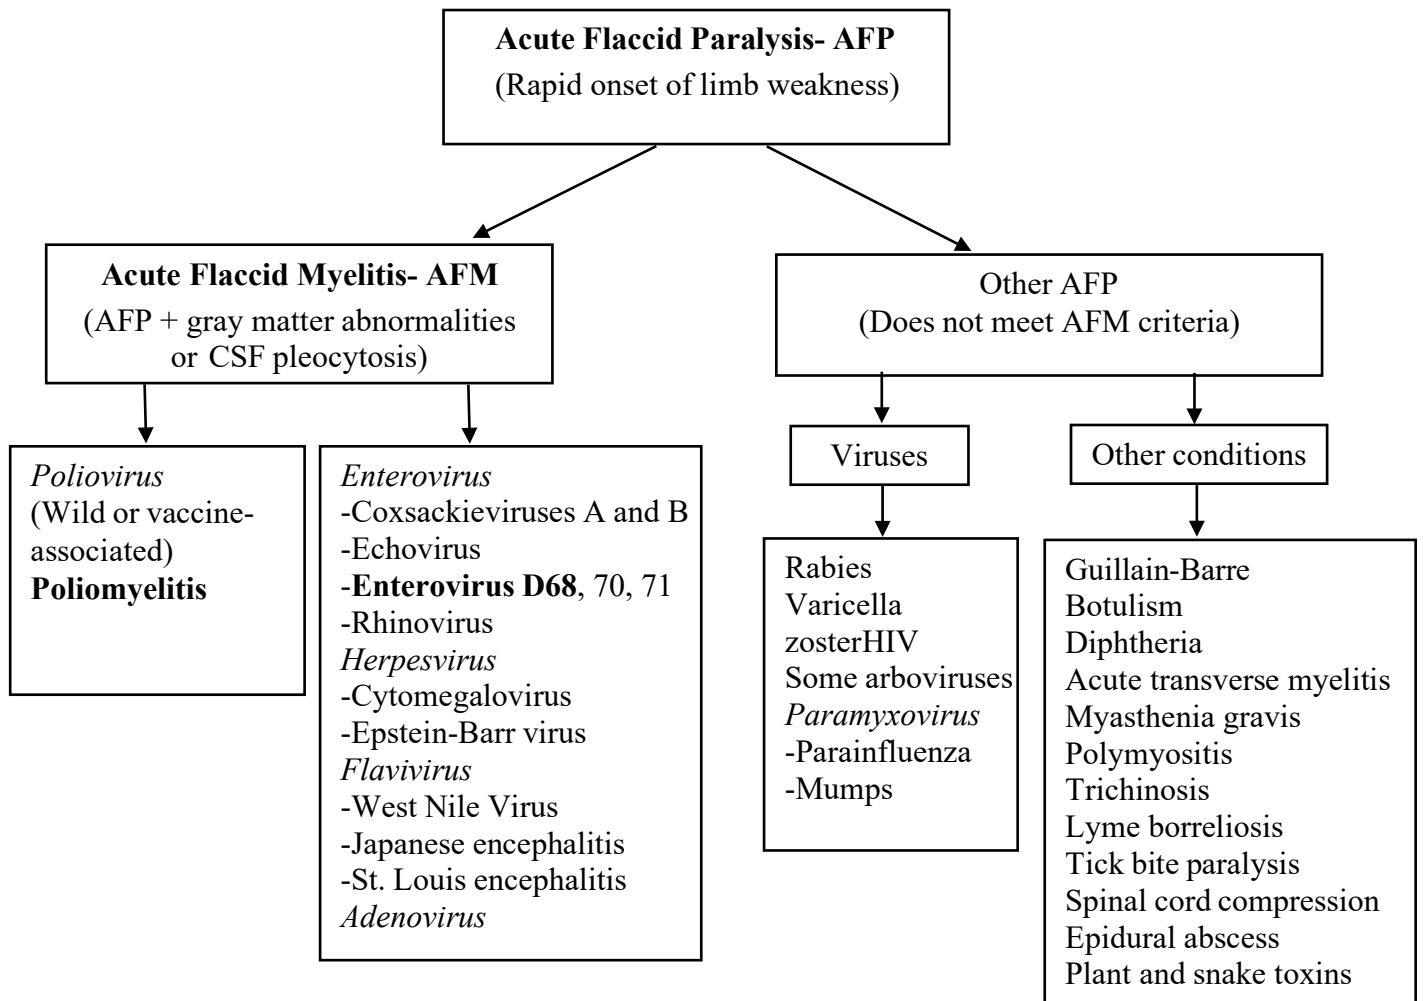 Acute Flaccid Paralysis- AFP
(Rapid onset of limb weakness)
Acute Flaccid Myelitis- AFM
(AFP + gray matter abnormalities
or CSF pleocytosis)
Other AFP
(Does not meet AFM criteria)
Poliovirus
(Wild or vaccine-
associated)
Poliomyelitis
Enterovirus
-Coxsackieviruses A and B
-Echovirus
-Enterovirus D68, 70, 71
-Rhinovirus
Herpesvirus
-Cytomegalovirus
-Epstein-Barr virus
Flavivirus
-West Nile Virus
-Japanese encephalitis
-St. Louis encephalitis
Adenovirus
Viruses
Rabies
Varicella
zosterHIV
Some arboviruses
Paramyxovirus
-Parainfluenza
-Mumps
Other conditions
Guillain-Barre
Botulism
Diphtheria
Acute transverse myelitis
Myasthenia gravis
Polymyositis
Trichinosis
Lyme borreliosis
Tick bite paralysis
Spinal cord compression
Epidural abscess
Plant and snake toxins